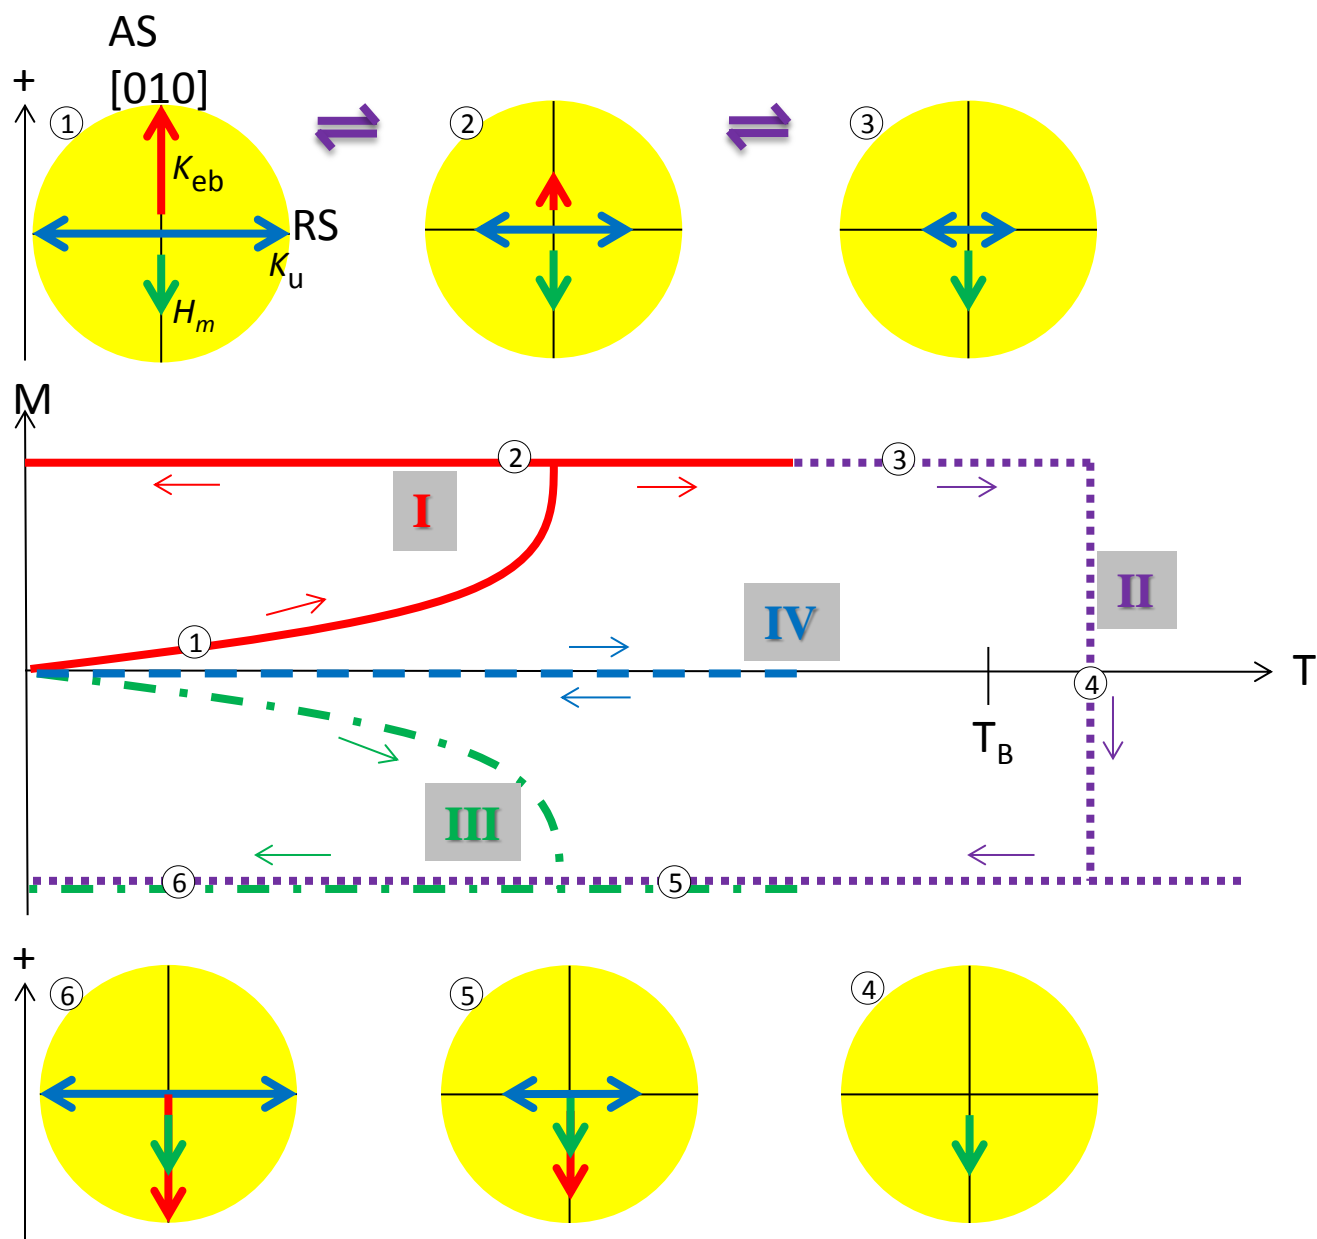 AS
+
[010]
① ② ③
K_eb
RS
K_u
H_m
M
② ③
I
II
IV
①
T
④
T_B
III
⑥ ⑤
+
⑥ ⑤ ④